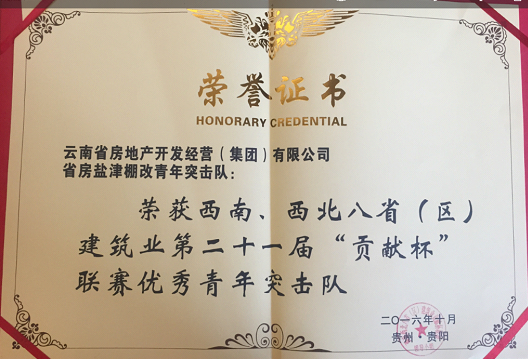 荣誉证书
HONORARY CREDENTIAL
云南省房地产开发经营（集团）有限公司
省房盐津棚改青年突击队：
荣获西南、西北八省（区）
建筑业第二十一届“贡献杯”
联赛优秀青年突击队
二〇一六年十月
贵州·贵阳